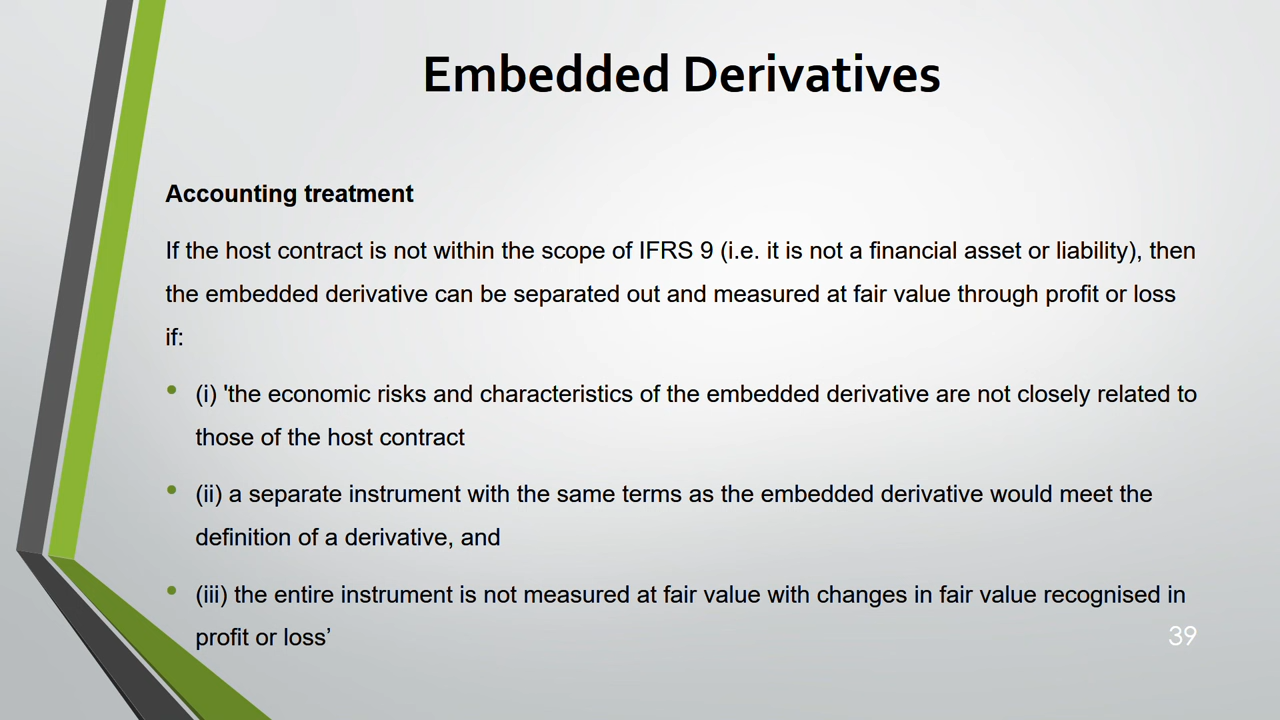 Embedded Derivatives
Accounting treatment
If the host contract is not within the scope of IFRS 9 (i.e. it is not a financial asset or liability), then
the embedded derivative can be separated out and measured at fair value through profit or loss
if:
• (i) 'the economic risks and characteristics of the embedded derivative are not closely related to
those of the host contract
• (ii) a separate instrument with the same terms as the embedded derivative would meet the
definition of a derivative, and
• (iii) the entire instrument is not measured at fair value with changes in fair value recognised in
profit or loss’
39